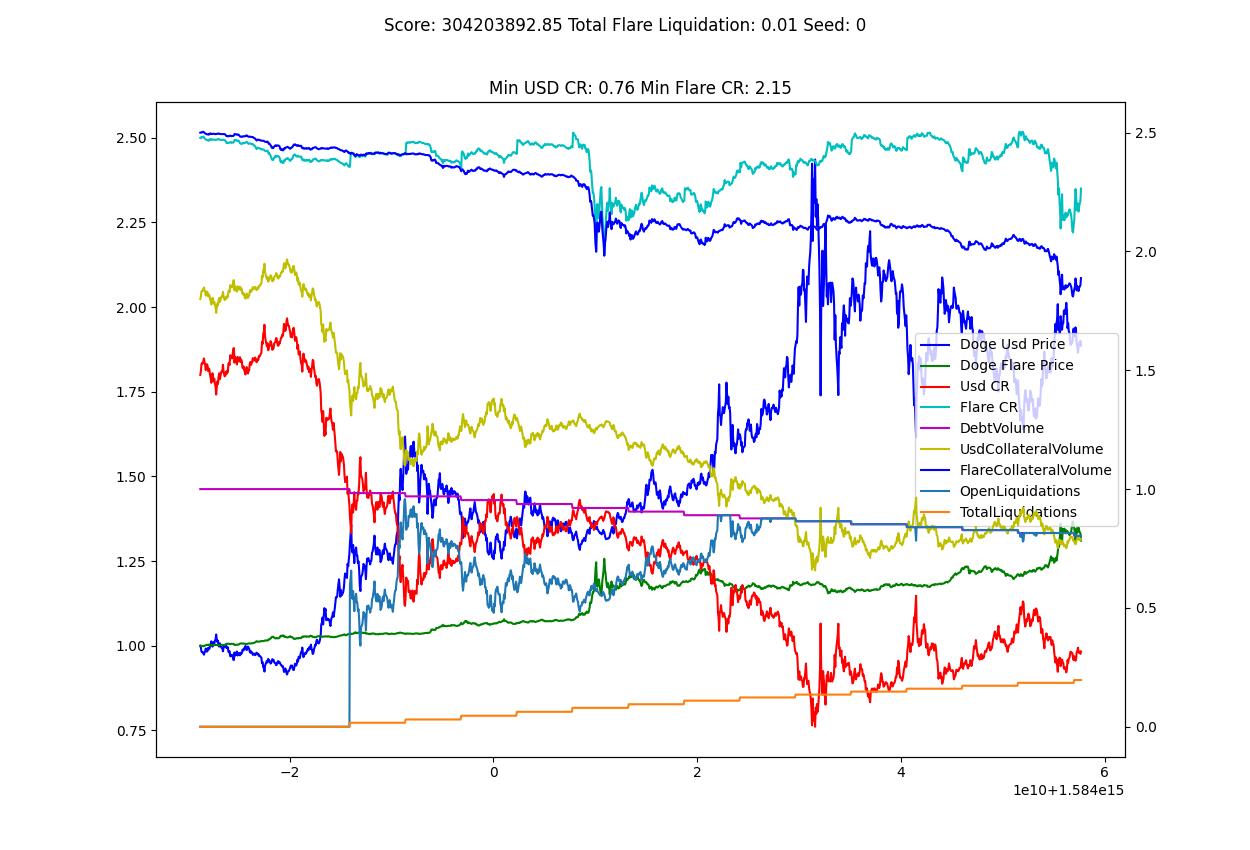 Score: 304203892.85 Total Flare Liquidation: 0.01 Seed: 0
Min USD CR: 0.76 Min Flare CR: 2.15
2.50
2.25
2.00
1.75
1.50
1.25
1.00
0.75
2.5
2.0
1.5
1.0
0.5
0.0
Doge Usd Price
Doge Flare Price
Usd CR
Flare CR
DebtVolume
UsdCollateralVolume
FlareCollateralVolume
OpenLiquidations
TotalLiquidations
−2 0 2 4 6
1e10+1.584e15